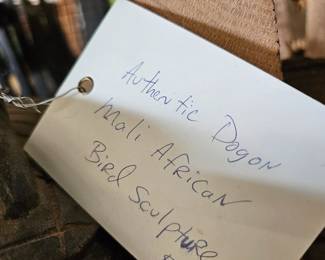 Authentic Dogon
Mali African
Bird Sculpture